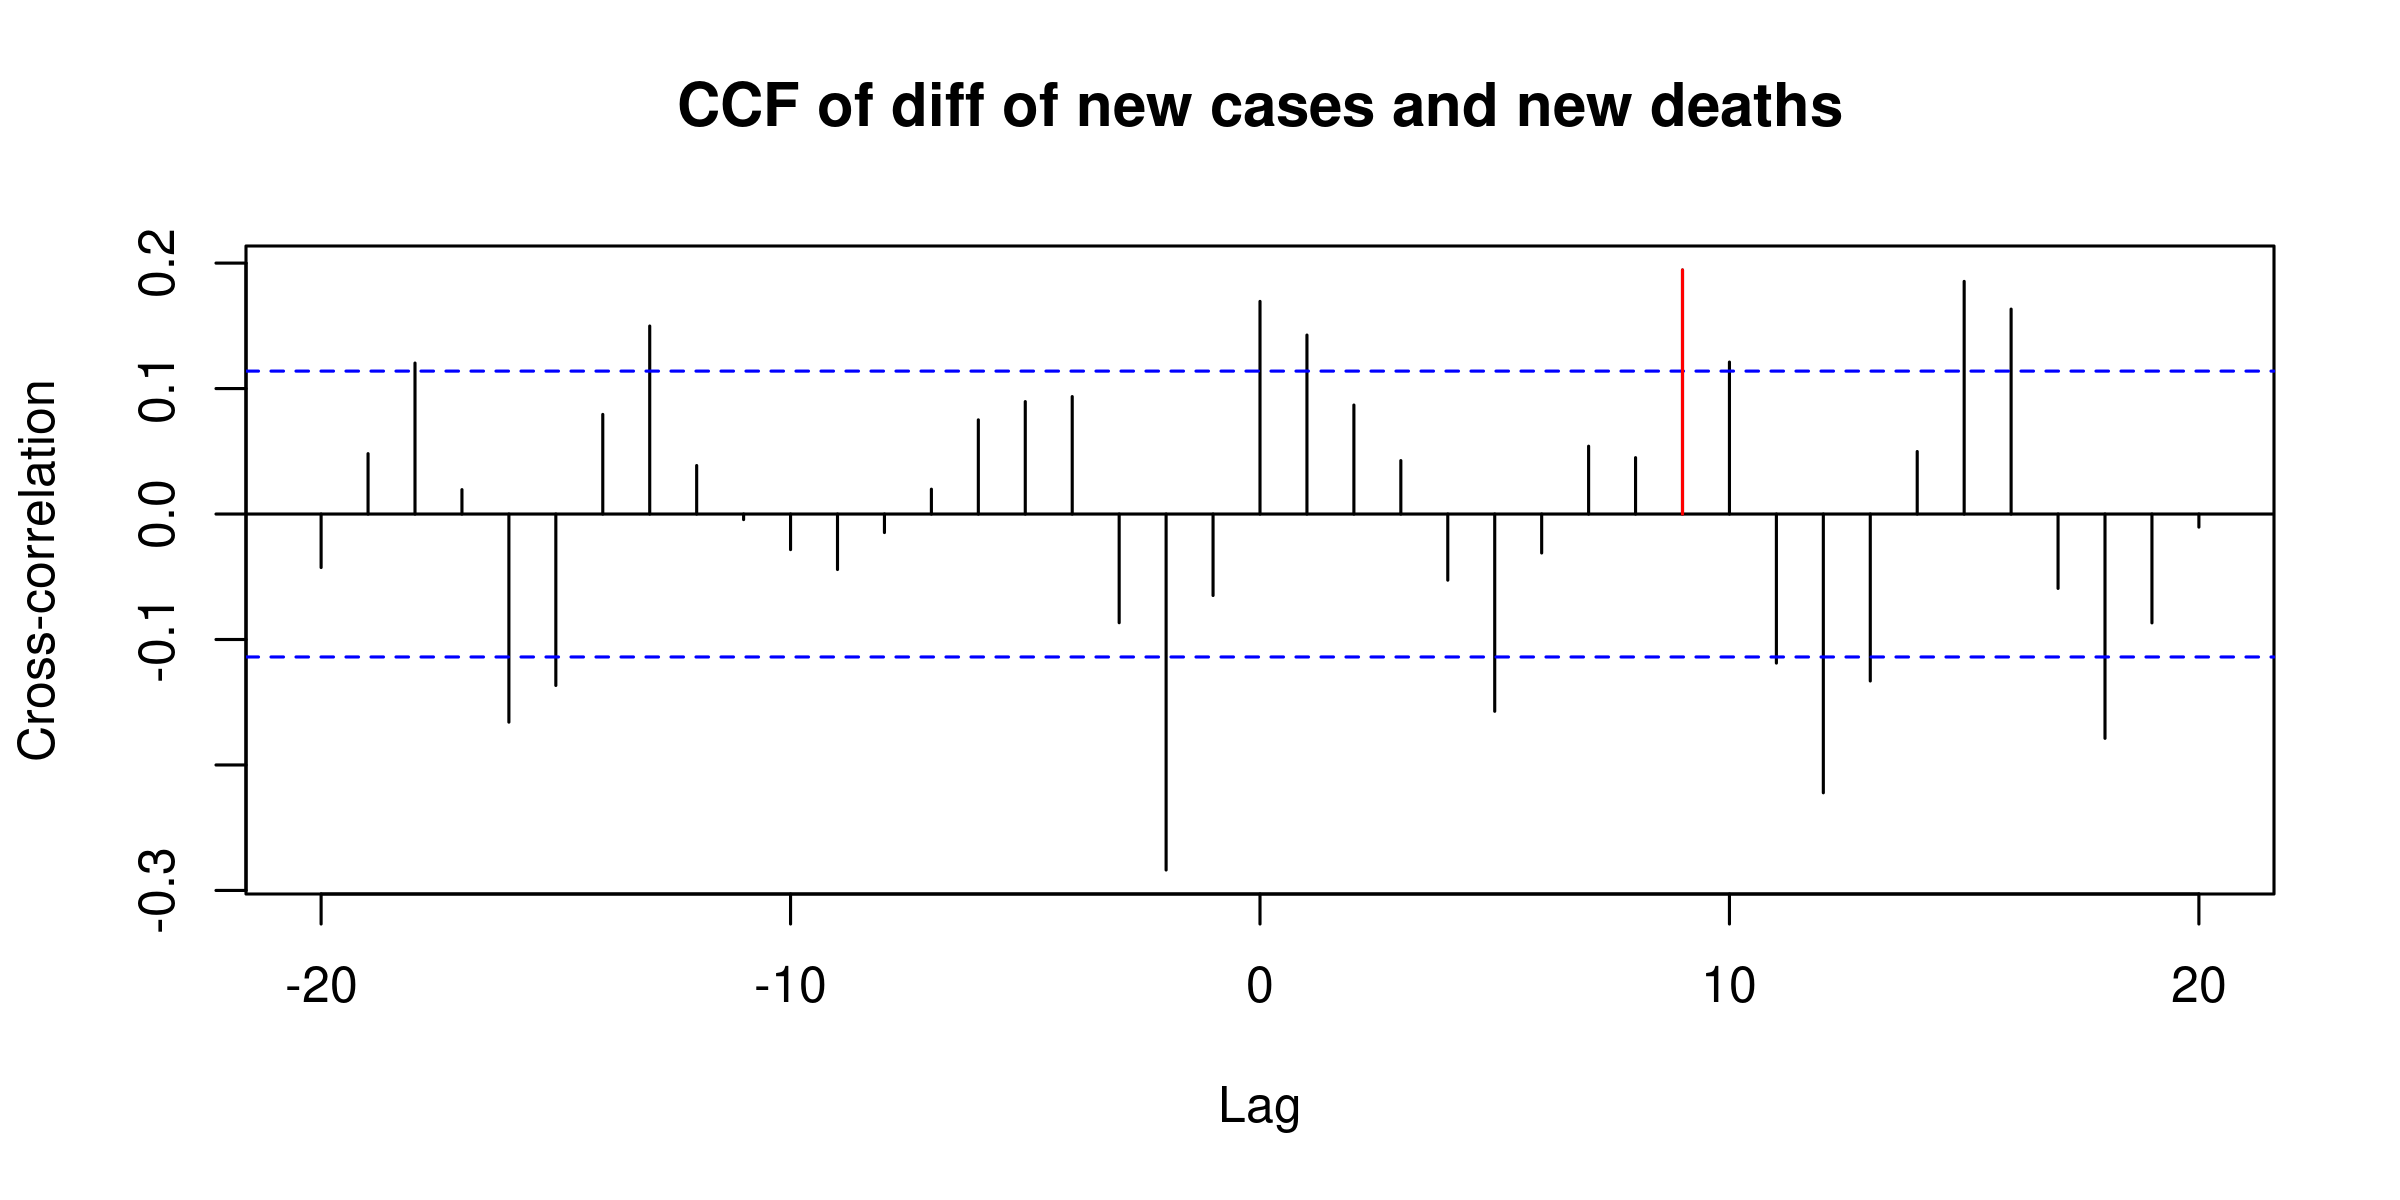 CCF of diff of new cases and new deaths
Cross-correlation
0.2
0.1
0.0
-0.1
-0.3
-20 -10 0 10 20
Lag